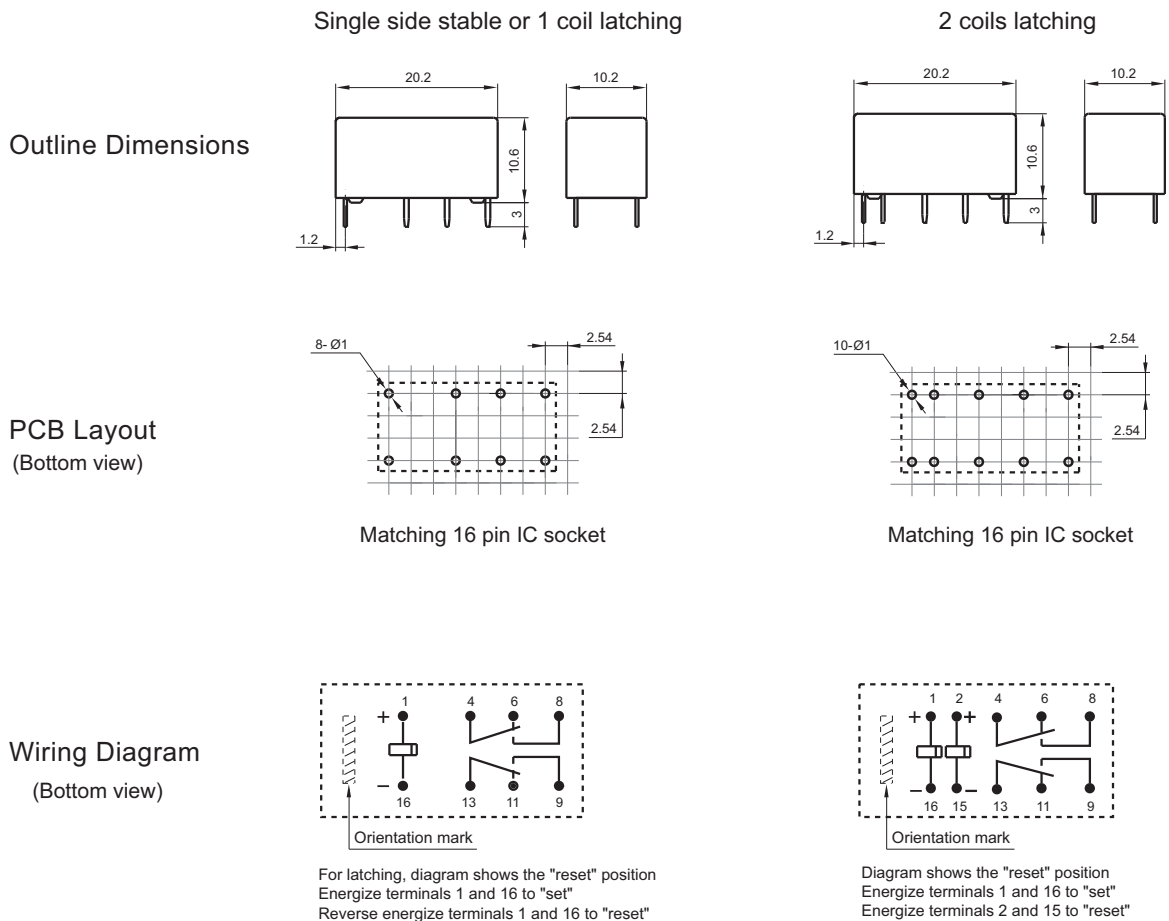 Single side stable or 1 coil latching
2 coils latching
Outline Dimensions
20.2
10.2
10.6
3
1.2
20.2
10.2
10.6
3
1.2
PCB Layout
(Bottom view)
8- Ø1
2.54
2.54
Matching 16 pin IC socket
10-Ø1
2.54
2.54
Matching 16 pin IC socket
Wiring Diagram
(Bottom view)
1 4 6 8
+
−
16 13 11 9
Orientation mark
For latching, diagram shows the "reset" position
Energize terminals 1 and 16 to "set"
Reverse energize terminals 1 and 16 to "reset"
1 2 4 6 8
+ +
− −
16 15 13 11 9
Orientation mark
Diagram shows the "reset" position
Energize terminals 1 and 16 to "set"
Energize terminals 2 and 15 to "reset"